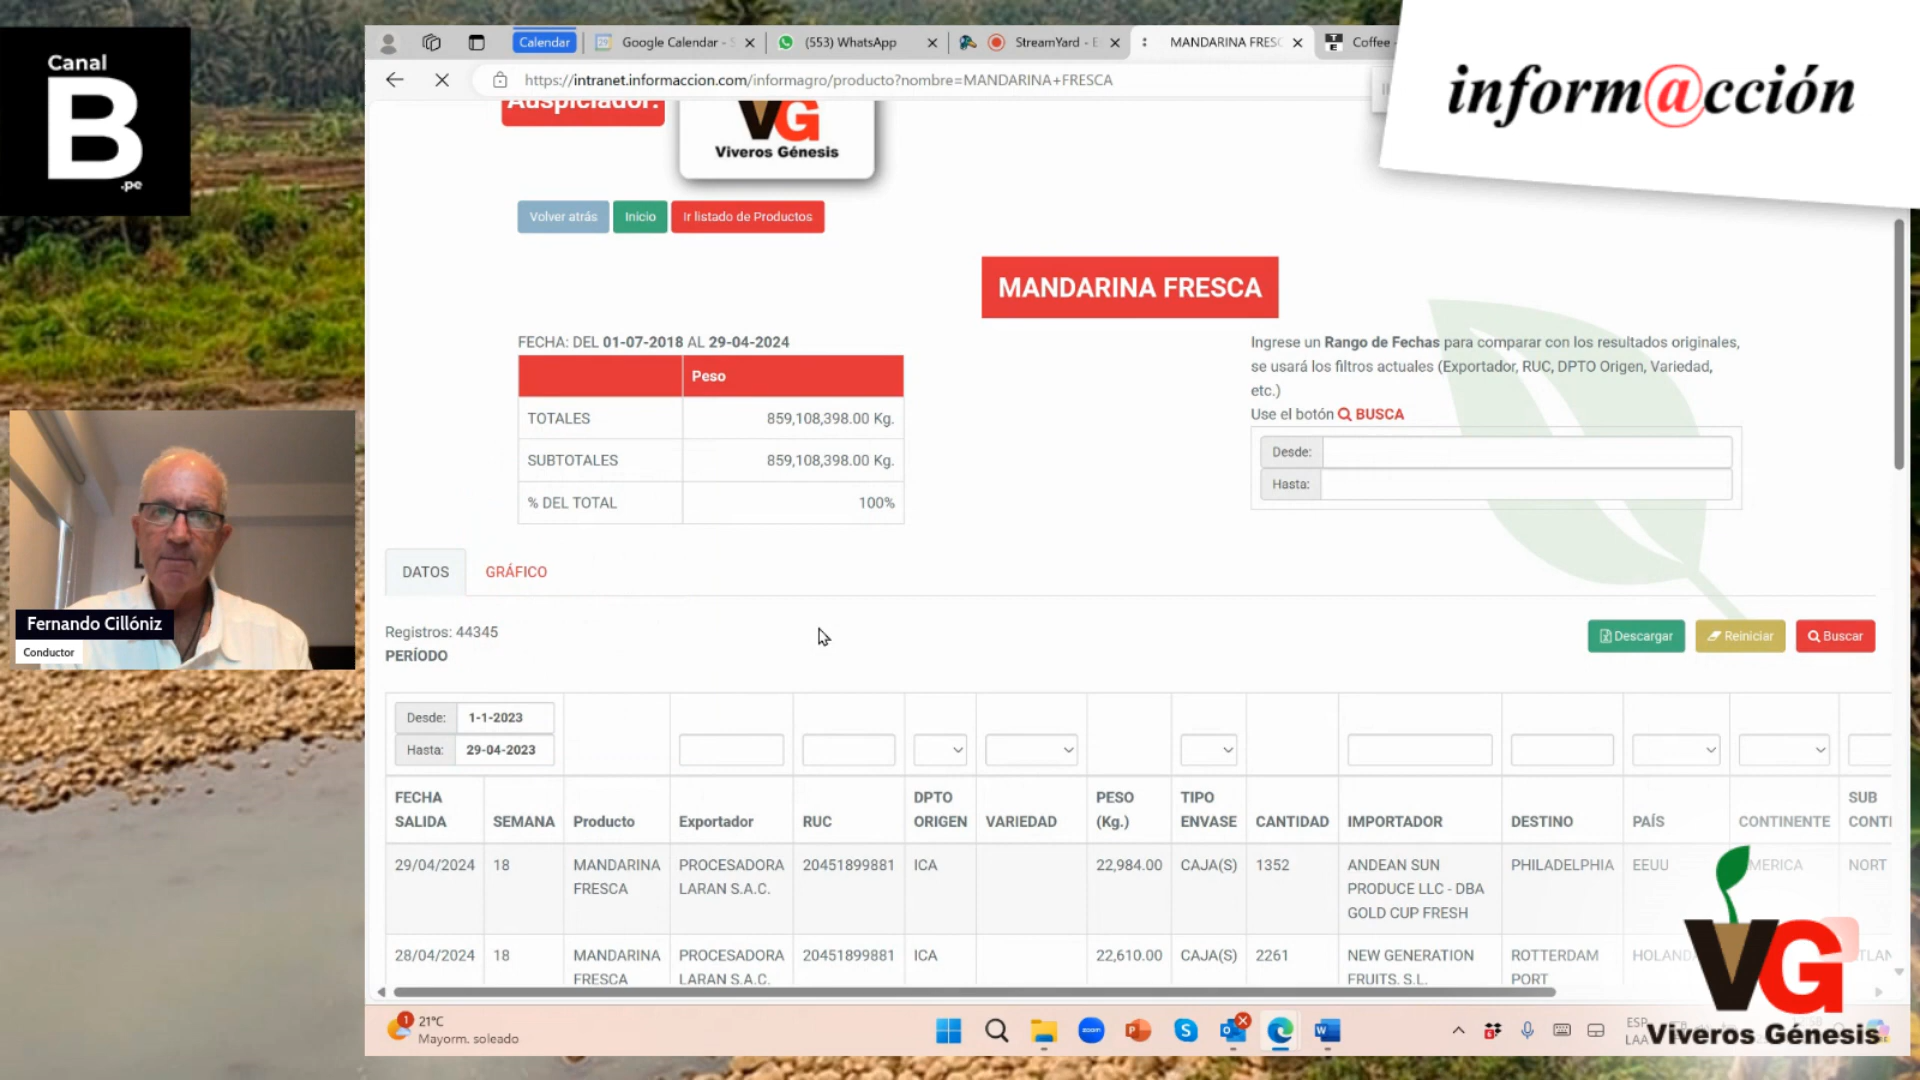 Canal
B
.pe
Calendar
Google Calendar - S
(553) WhatsApp
StreamYard - E
MANDARINA FRESC
Coffee -
https://intranet.informaccion.com/informagro/producto?nombre=MANDARINA+FRESCA
inform@cción
Auspiciador:
VG
Viveros Génesis
Volver atrás
Inicio
Ir listado de Productos
MANDARINA FRESCA
FECHA: DEL 01-07-2018 AL 29-04-2024
Peso
TOTALES 859,108,398.00 Kg.
SUBTOTALES 859,108,398.00 Kg.
% DEL TOTAL 100%
Ingrese un Rango de Fechas para comparar con los resultados originales,
se usará los filtros actuales (Exportador, RUC, DPTO Origen, Variedad,
etc.)
Use el botón BUSCA
Desde:
Hasta:
DATOS
GRÁFICO
Registros: 44345
PERÍODO
Descargar
Reiniciar
Buscar
Desde: 1-1-2023
Hasta: 29-04-2023
FECHA
SALIDA
SEMANA
Producto
Exportador
RUC
DPTO
ORIGEN
VARIEDAD
PESO
(Kg.)
TIPO
ENVASE
CANTIDAD
IMPORTADOR
DESTINO
PAÍS
CONTINENTE
SUB
CONTI
29/04/2024 18 MANDARINA PROCESADORA 20451899881 ICA 22,984.00 CAJA(S) 1352 ANDEAN SUN PHILADELPHIA EEUU AMERICA NORT
FRESCA LARAN S.A.C. PRODUCE LLC - DBA
GOLD CUP FRESH
28/04/2024 18 MANDARINA PROCESADORA 20451899881 ICA 22,610.00 CAJA(S) 2261 NEW GENERATION ROTTERDAM HOLAND
FRESCA LARAN S.A.C. FRUITS. S.L. PORT
Fernando Cillóniz
Conductor
1
21°C
Mayorm. soleado
zoom
ESP
LAA
VG
Viveros Génesis